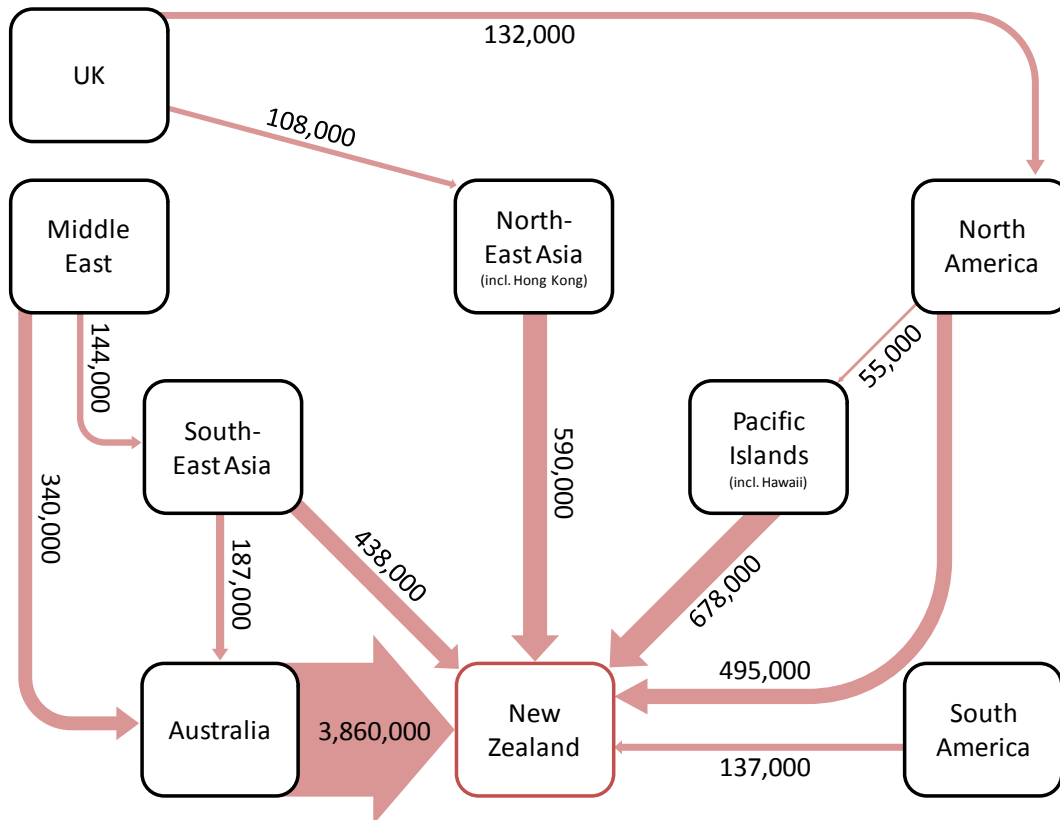 UK
132,000
108,000
Middle
East
North-
East Asia
(incl. Hong Kong)
North
America
144,000
55,000
South-
East Asia
Pacific
Islands
(incl. Hawaii)
340,000
590,000
187,000
438,000
678,000
Australia
3,860,000
New
Zealand
495,000
South
America
137,000